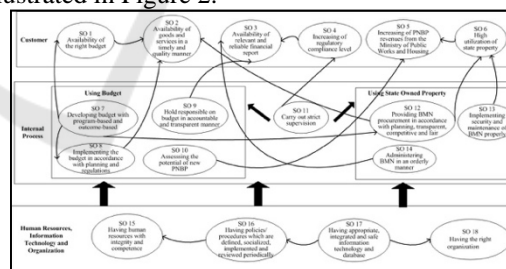 illustrated in Figure 2.
Customer
SO 1
Availability of
the right budget
SO 2
Availability of
goods and
services in a
timely and
quality manner
SO 3
Availability of
relevant and
reliable financial
report
SO 4
Increasing of
regulatory
compliance level
SO 5
Increasing of PNBP
revenues from the
Ministry of Public
Works and Housing
SO 6
High
utilization of
state property
Internal
Process
Using Budget
SO 7
Developing budget with
program-based and
outcome-based
SO 8
Implementing the
budget in accordance
with planning and
regulations
SO 9
Hold responsible on
budget in accountable
and transparent manner
SO 10
Assessing the
potential of new
PNBP
SO 11
Carry out strict
supervision
Using State Owned Property
SO 12
Providing BMN
procurement in accordance
with planning, transparent,
competitive and fair
SO 13
Implementing
security and
maintenance of
BMN property
SO 14
Administering
BMN in an
orderly manner
Human Resources,
Information
Technology and
Organization
SO 15
Having human
resources with
integrity and
competence
SO 16
Having policies/
procedures which are
defined, socialized,
implemented and
reviewed periodically
SO 17
Having appropriate,
integrated and safe
information
technology and
database
SO 18
Having the right
organization